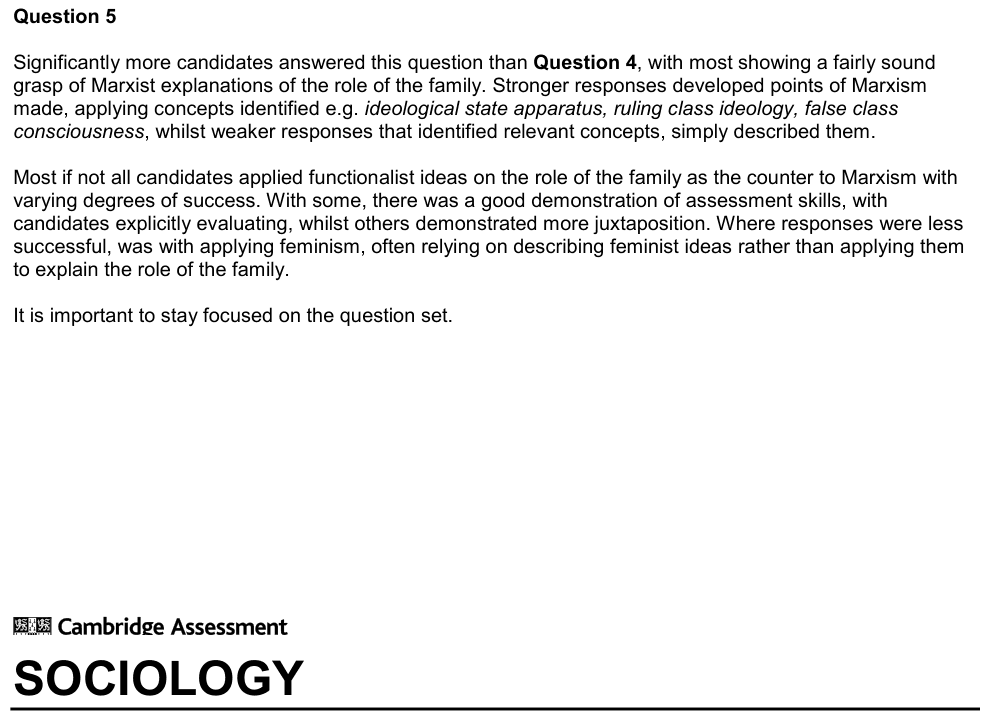 Question 5
Significantly more candidates answered this question than Question 4, with most showing a fairly sound
grasp of Marxist explanations of the role of the family. Stronger responses developed points of Marxism
made, applying concepts identified e.g. ideological state apparatus, ruling class ideology, false class
consciousness, whilst weaker responses that identified relevant concepts, simply described them.
Most if not all candidates applied functionalist ideas on the role of the family as the counter to Marxism with
varying degrees of success. With some, there was a good demonstration of assessment skills, with
candidates explicitly evaluating, whilst others demonstrated more juxtaposition. Where responses were less
successful, was with applying feminism, often relying on describing feminist ideas rather than applying them
to explain the role of the family.
It is important to stay focused on the question set.
Cambridge Assessment
SOCIOLOGY